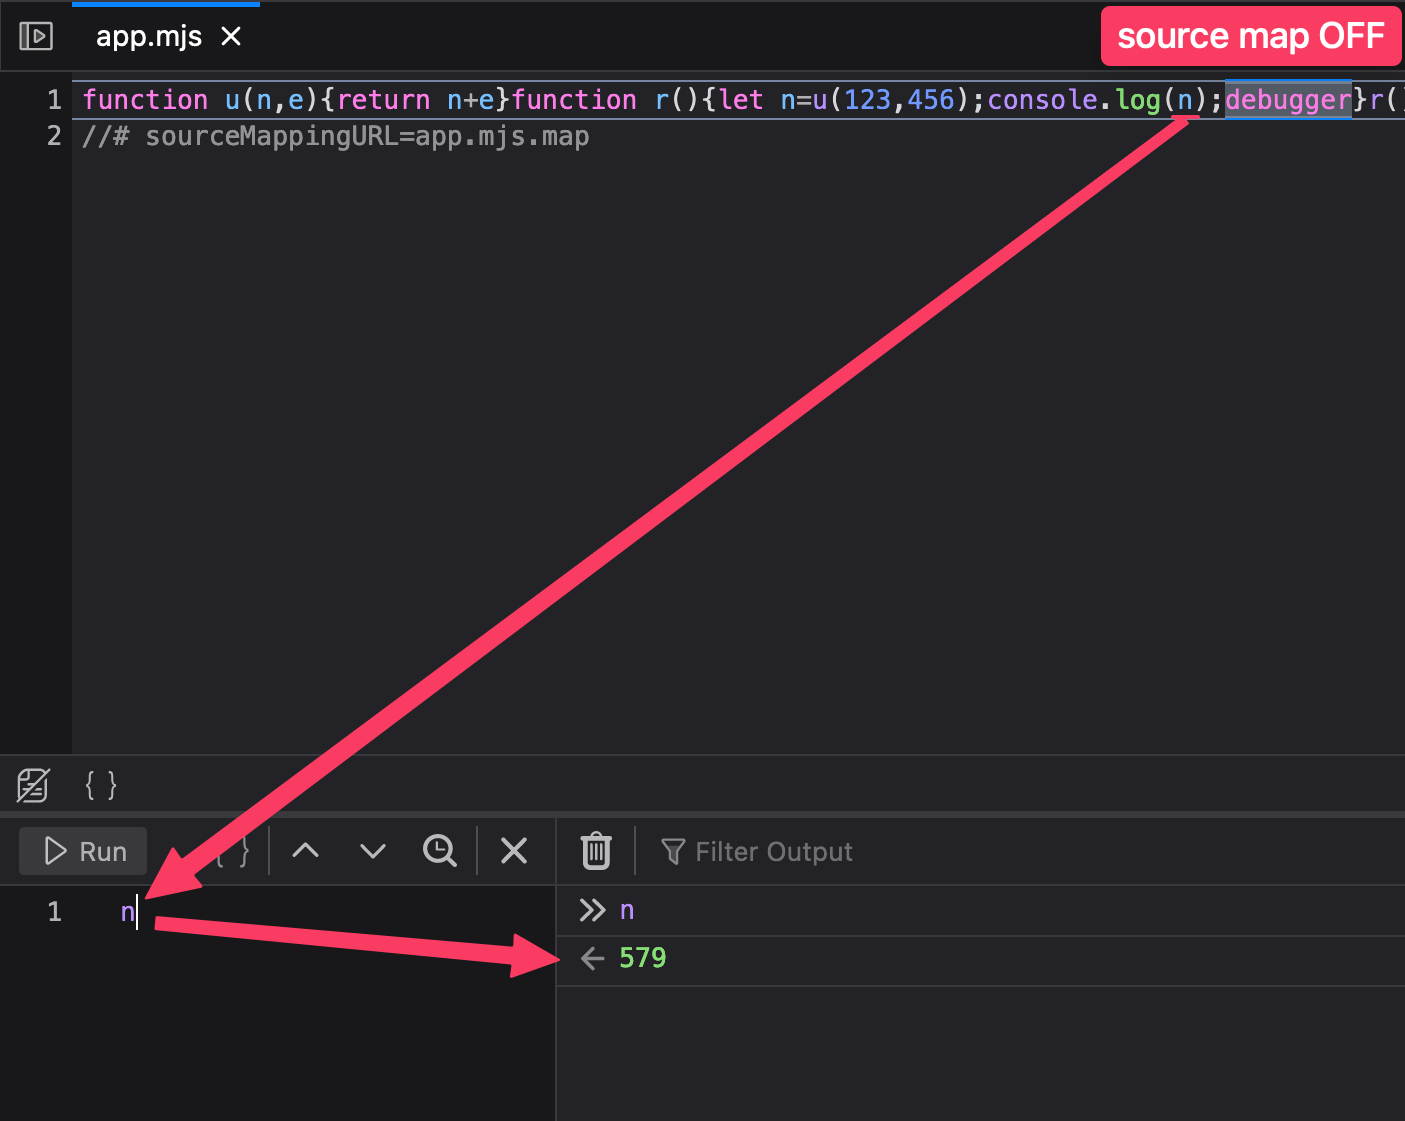 app.mjs
source map OFF
1 function u(n,e){return n+e}function r(){let n=u(123,456);console.log(n);debugger}r()
2 //# sourceMappingURL=app.mjs.map
{ }
Run { } Filter Output
1 n
n
579